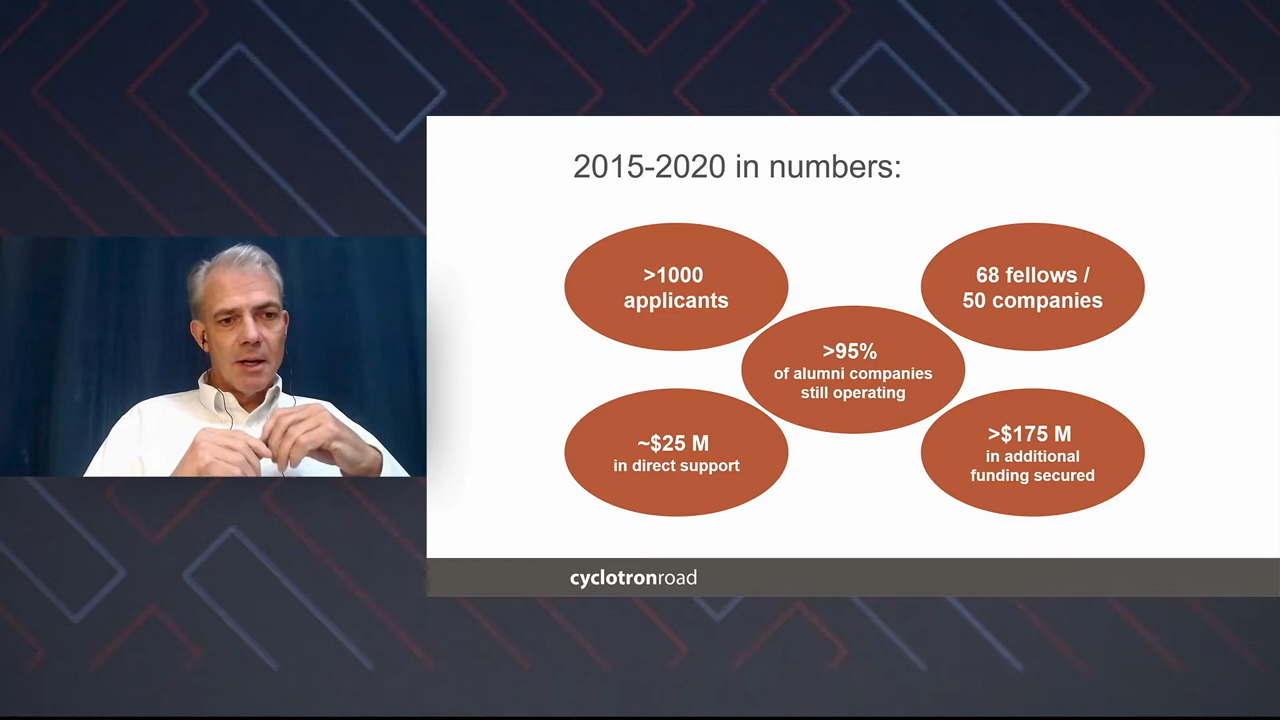 2015-2020 in numbers:
>1000
applicants
68 fellows /
50 companies
>95%
of alumni companies
still operating
~$25 M
in direct support
>$175 M
in additional
funding secured
cyclotronroad